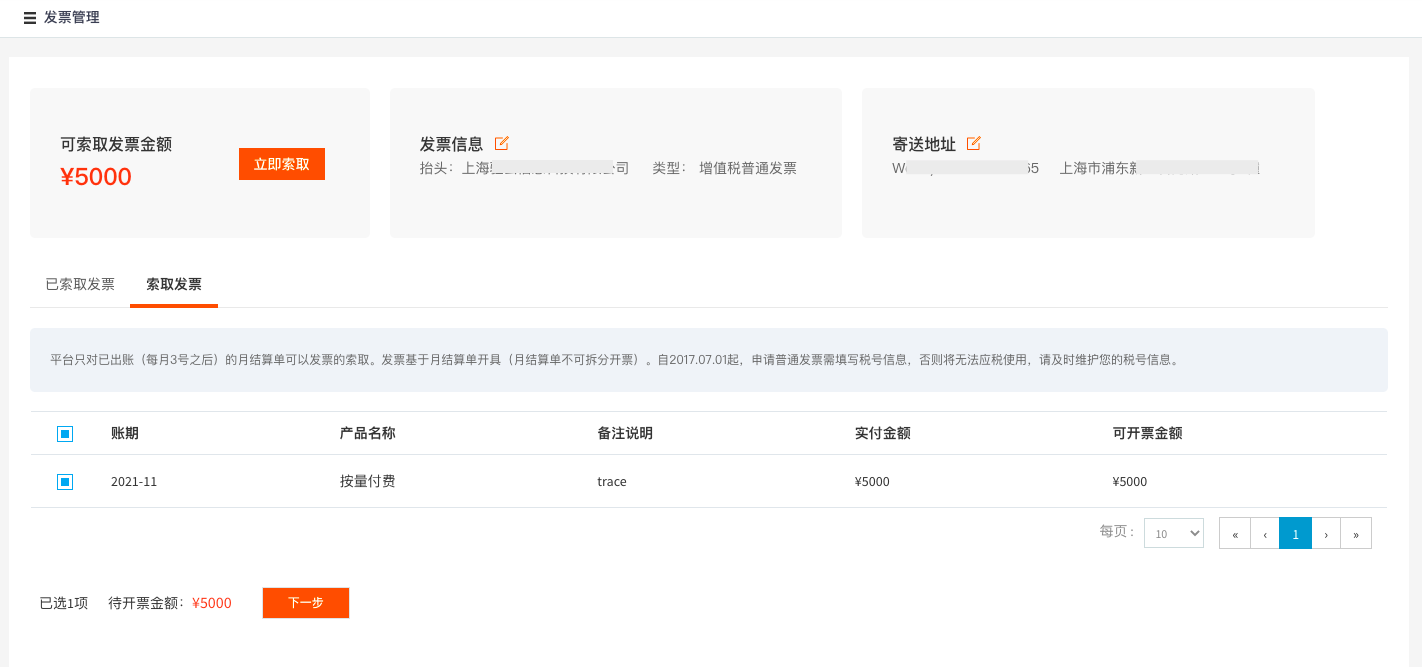 发票管理
可索取发票金额
¥5000
立即索取
发票信息
抬头：上海 公司 类型： 增值税普通发票
寄送地址
65 上海市浦东新
已索取发票 索取发票
平台只对已出账（每月3号之后）的月结算单可以发票的索取。发票基于月结算单开具（月结算单不可拆分开票）。自2017.07.01起，申请普通发票需填写税号信息，否则将无法应税使用，请及时维护您的税号信息。
账期 产品名称 备注说明 实付金额 可开票金额
2021-11 按量付费 trace ¥5000 ¥5000
每页： 10 « ‹ 1 › »
已选1项 待开票金额：¥5000 下一步